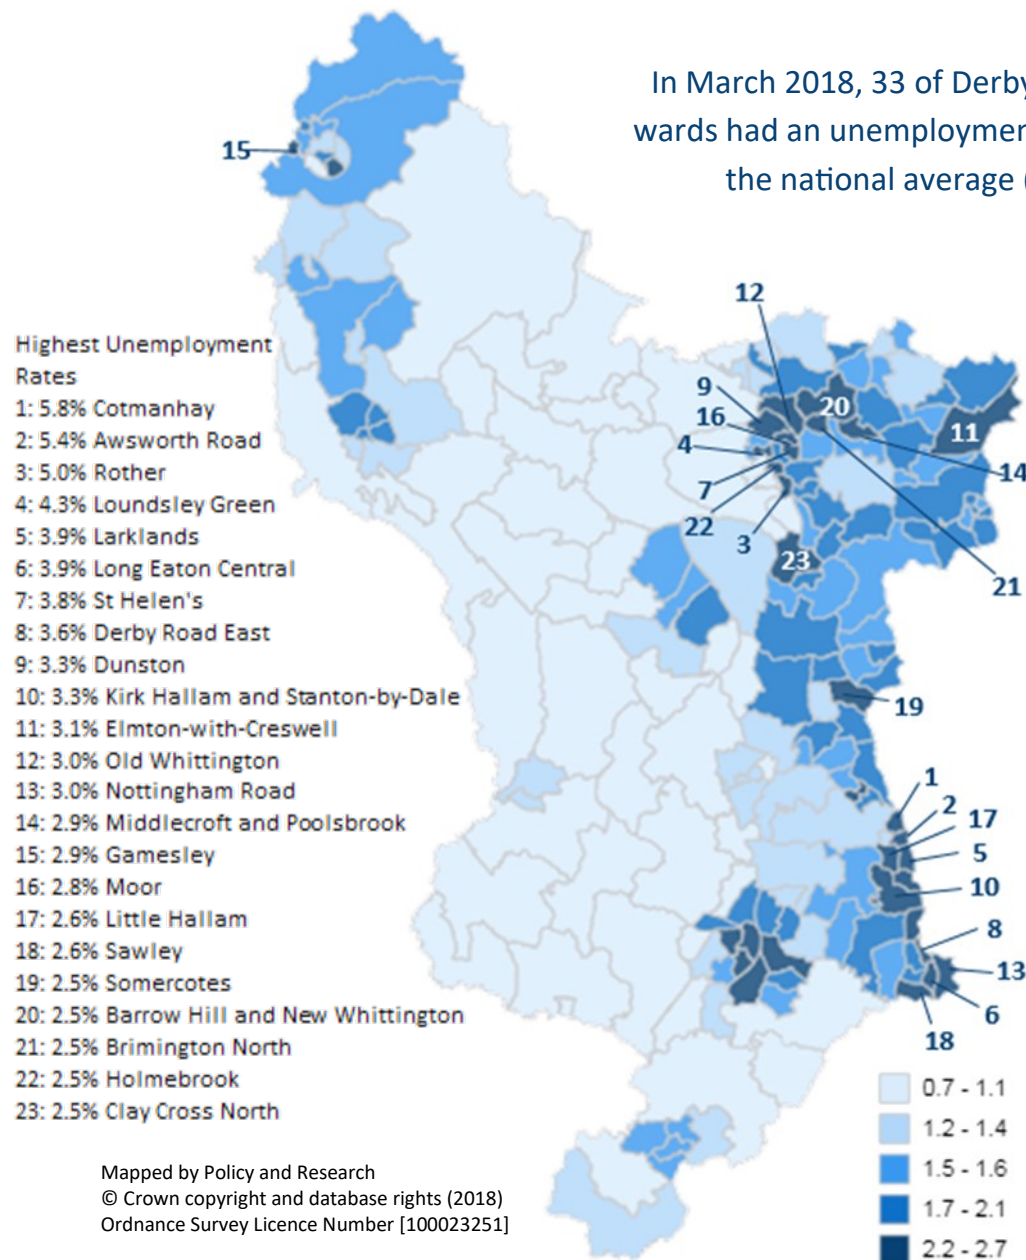 In March 2018, 33 of Derby
wards had an unemploymen
the national average (
15
12
9
20
16
11
4
14
7
22
3
23
21
19
1
2
17
5
10
8
13
6
18
Highest Unemployment
Rates
1: 5.8% Cotmanhay
2: 5.4% Awsworth Road
3: 5.0% Rother
4: 4.3% Loundsley Green
5: 3.9% Larklands
6: 3.9% Long Eaton Central
7: 3.8% St Helen's
8: 3.6% Derby Road East
9: 3.3% Dunston
10: 3.3% Kirk Hallam and Stanton-by-Dale
11: 3.1% Elmton-with-Creswell
12: 3.0% Old Whittington
13: 3.0% Nottingham Road
14: 2.9% Middlecroft and Poolsbrook
15: 2.9% Gamesley
16: 2.8% Moor
17: 2.6% Little Hallam
18: 2.6% Sawley
19: 2.5% Somercotes
20: 2.5% Barrow Hill and New Whittington
21: 2.5% Brimington North
22: 2.5% Holmebrook
23: 2.5% Clay Cross North
0.7 - 1.1
1.2 - 1.4
1.5 - 1.6
1.7 - 2.1
2.2 - 2.7
Mapped by Policy and Research
© Crown copyright and database rights (2018)
Ordnance Survey Licence Number [100023251]